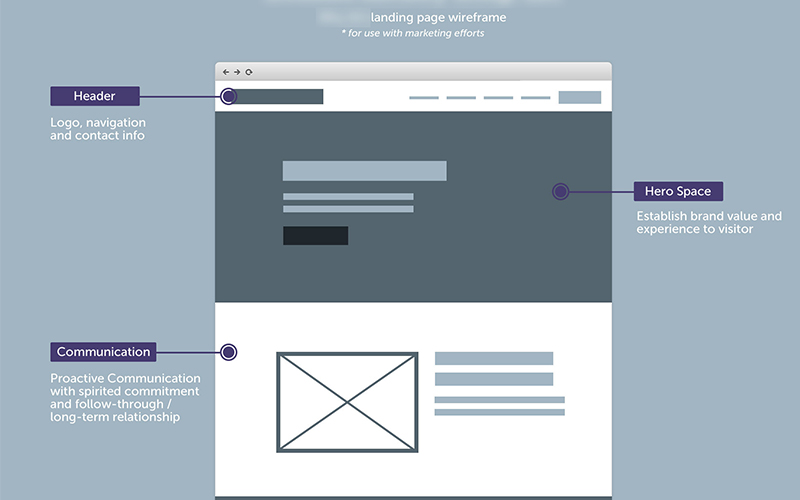 landing page wireframe
* for use with marketing efforts
Header
Logo, navigation
and contact info
Hero Space
Establish brand value and
experience to visitor
Communication
Proactive Communication
with spirited commitment
and follow-through /
long-term relationship